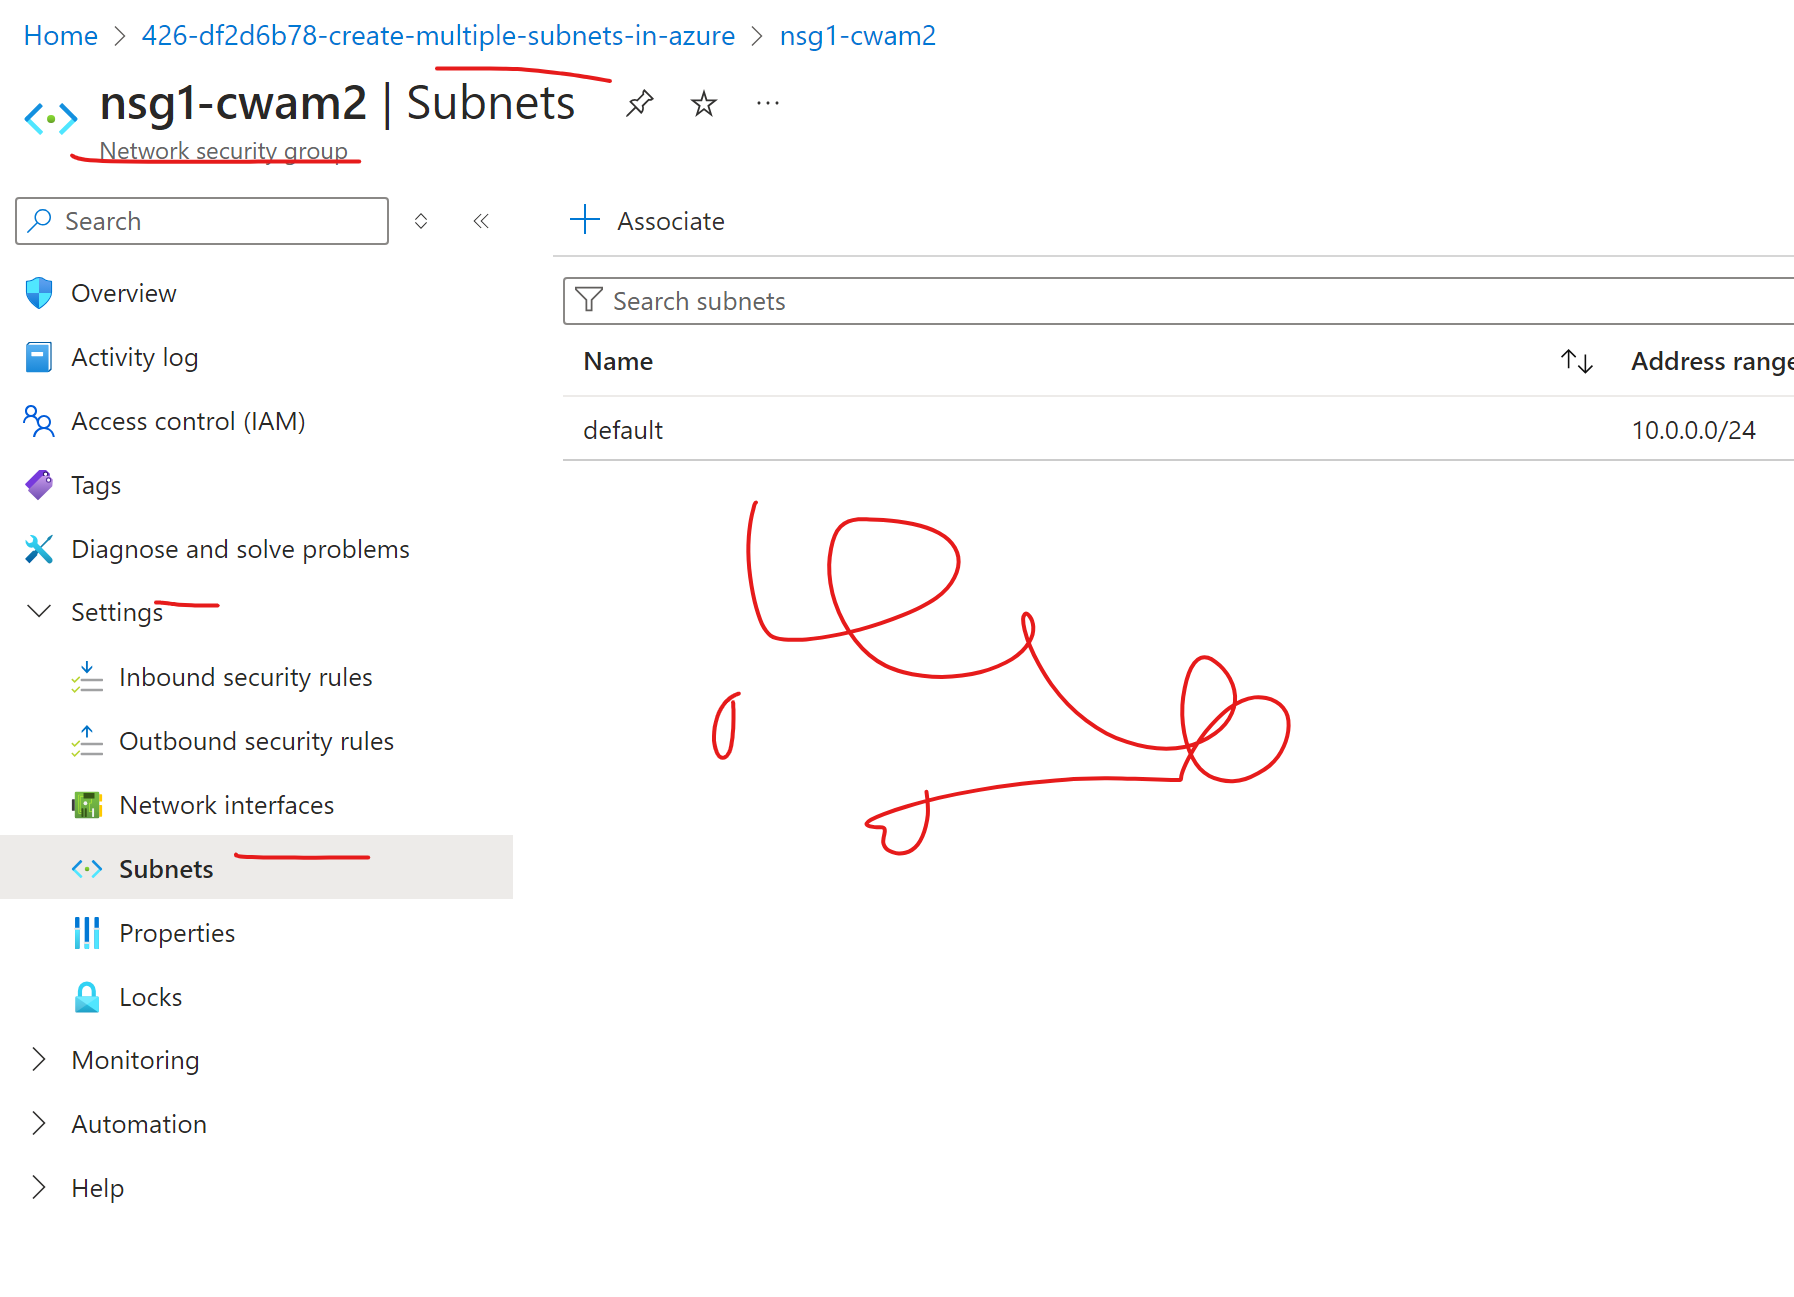 Home > 426-df2d6b78-create-multiple-subnets-in-azure > nsg1-cwam2
nsg1-cwam2 | Subnets
Network security group
Search
Associate
Overview
Search subnets
Activity log
Name
Address range
Access control (IAM)
default
10.0.0.0/24
Tags
Diagnose and solve problems
Settings
Inbound security rules
Outbound security rules
Network interfaces
Subnets
Properties
Locks
Monitoring
Automation
Help